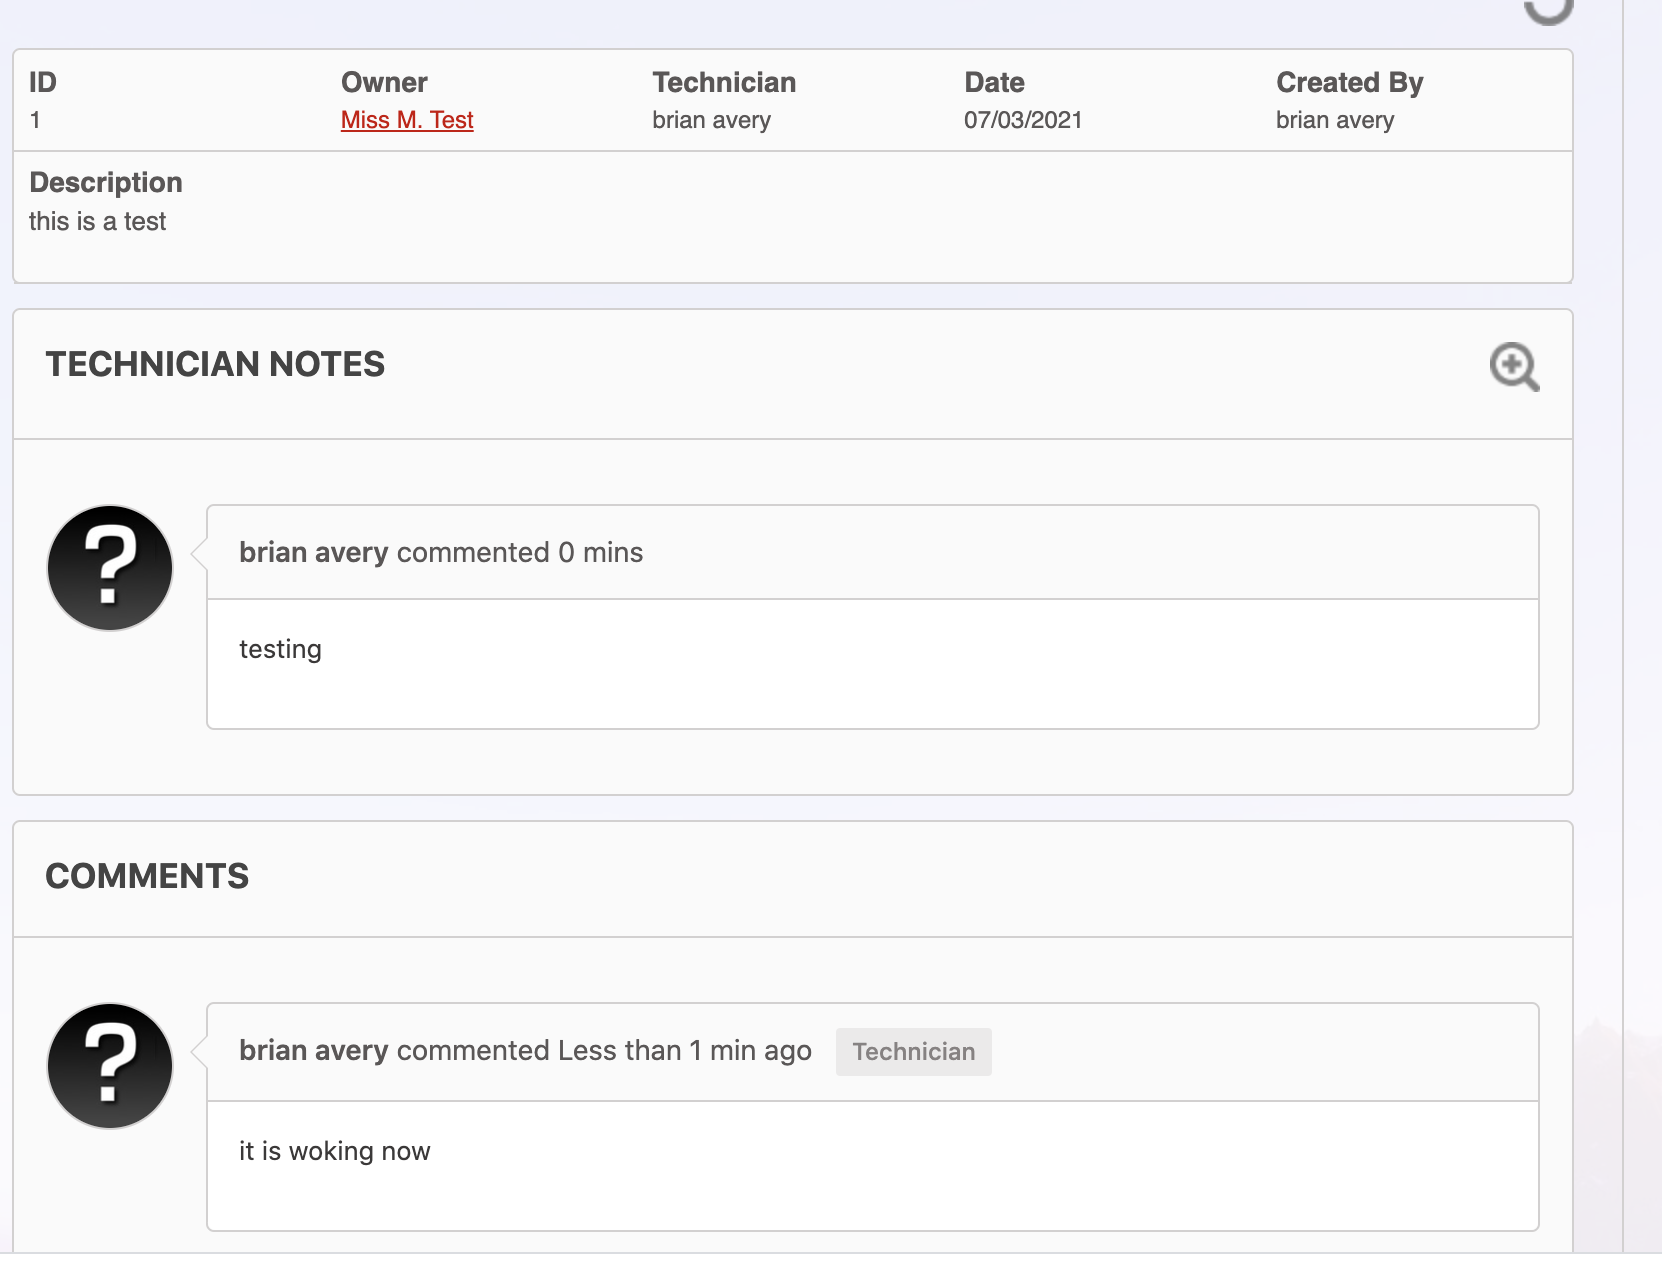 ID Owner Technician Date Created By
1 Miss M. Test brian avery 07/03/2021 brian avery
Description
this is a test
TECHNICIAN NOTES
?
brian avery commented 0 mins
testing
COMMENTS
?
brian avery commented Less than 1 min ago Technician
it is woking now